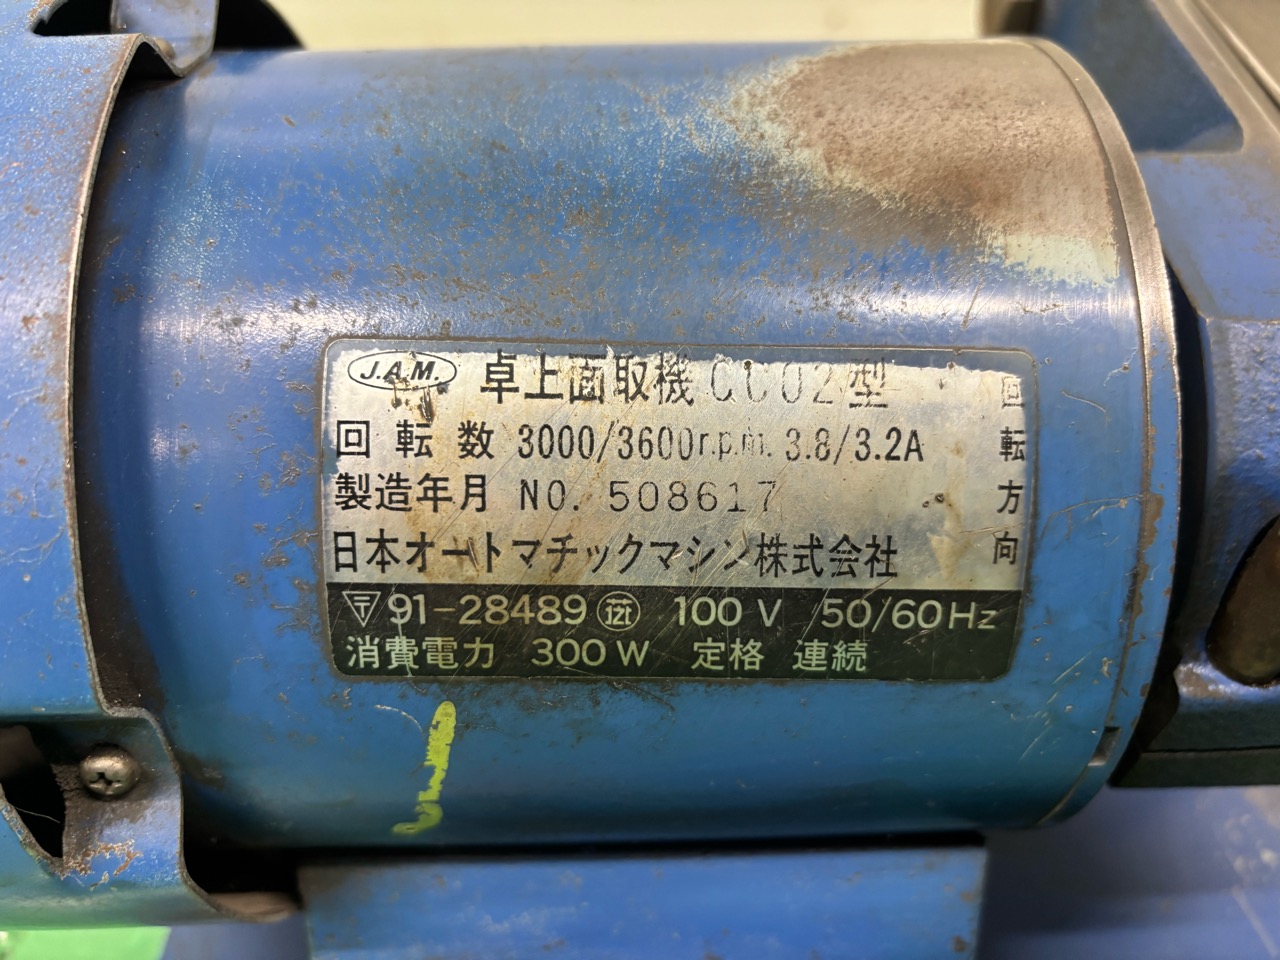 J.A.M. 卓上面取機 CC02型
回転数 3000/3600r.p.m. 3.8/3.2A
製造年月 NO. 508617
日本オートマチックマシン株式会社
回転方向
〒 91-28489 100 V 50/60Hz
消費電力 300W 定格 連続